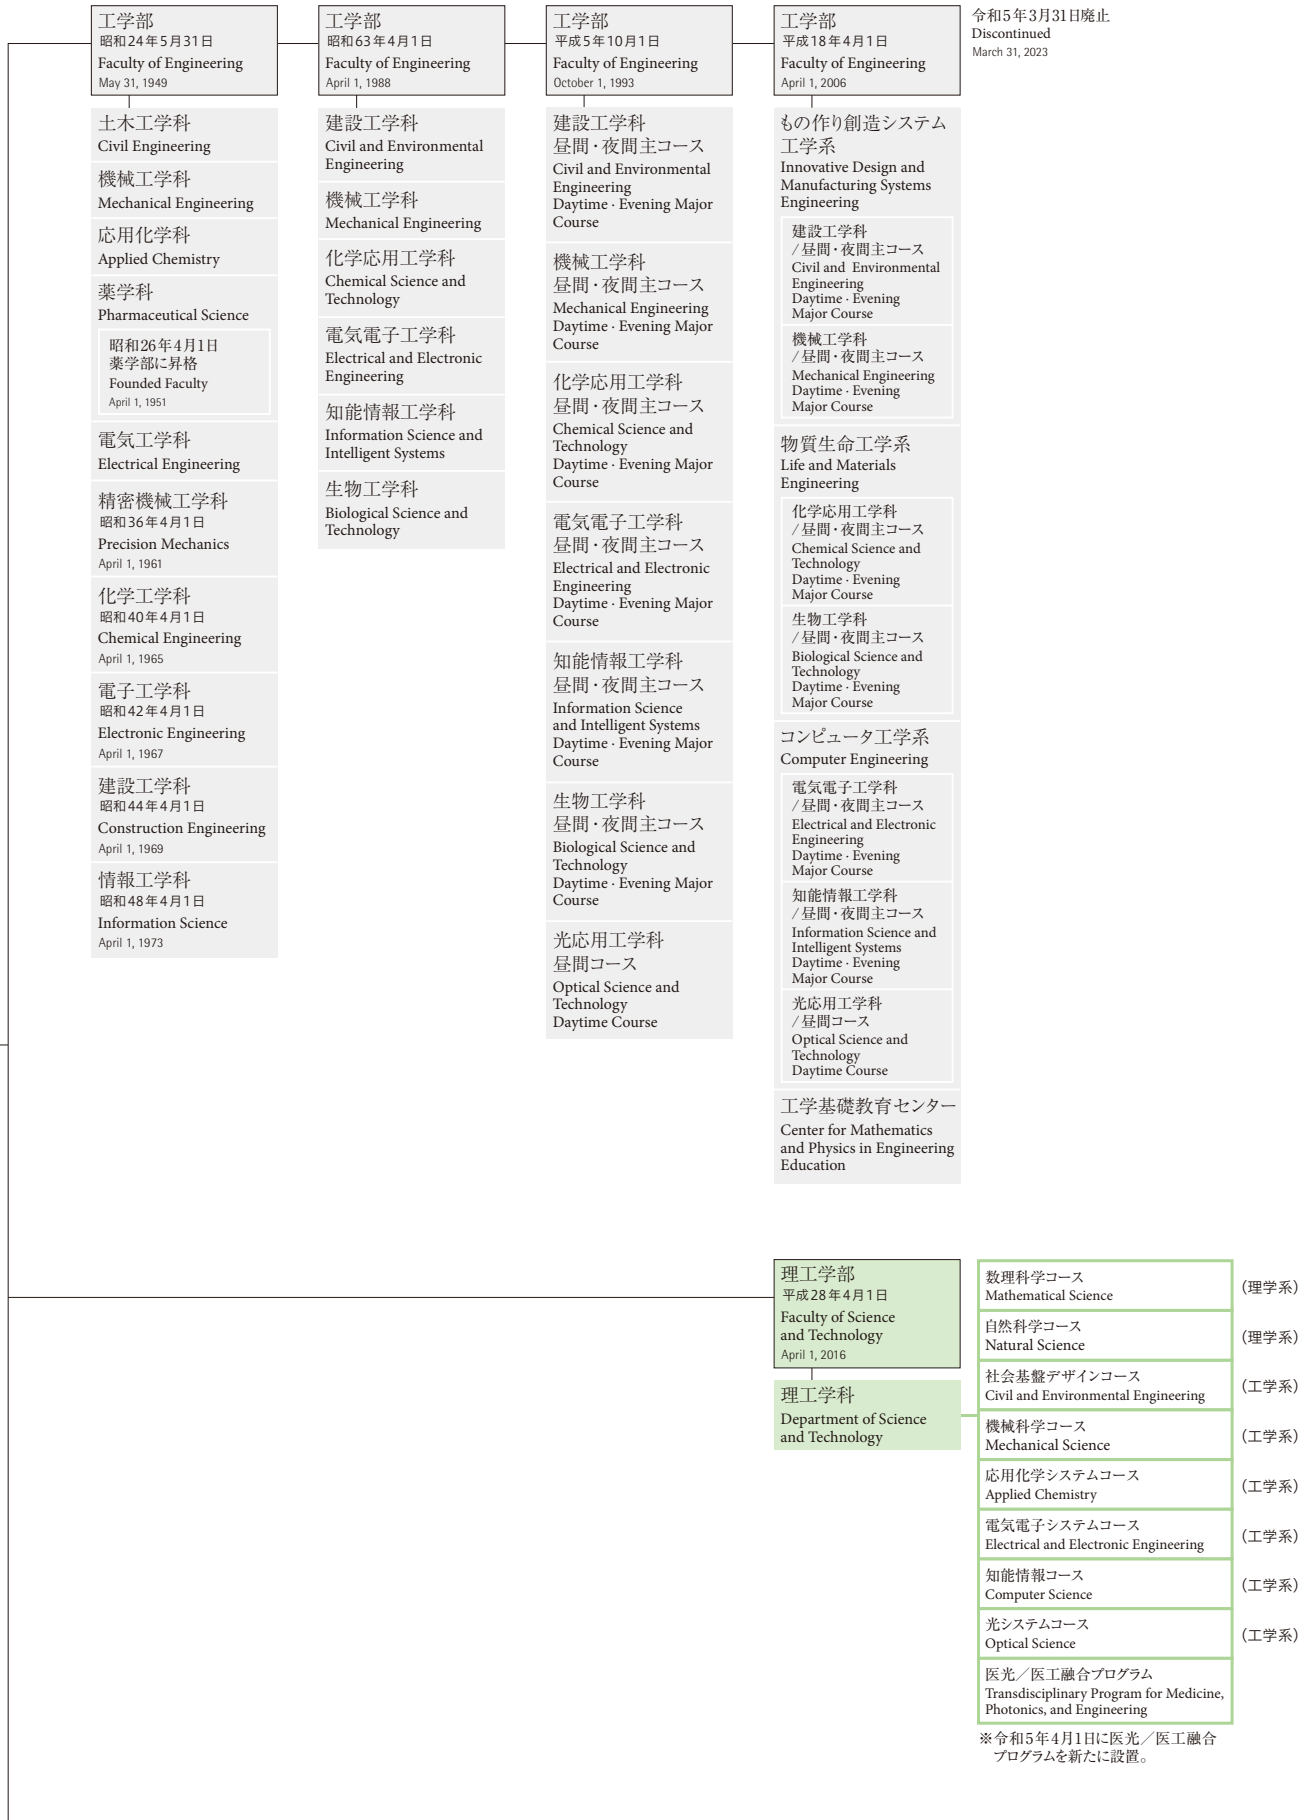 工学部
昭和24年5月31日
Faculty of Engineering
May 31, 1949
土木工学科
Civil Engineering
機械工学科
Mechanical Engineering
応用化学科
Applied Chemistry
薬学科
Pharmaceutical Science
昭和26年4月1日
薬学部に昇格
Founded Faculty
April 1, 1951
電気工学科
Electrical Engineering
精密機械工学科
昭和36年4月1日
Precision Mechanics
April 1, 1961
化学工学科
昭和40年4月1日
Chemical Engineering
April 1, 1965
電子工学科
昭和42年4月1日
Electronic Engineering
April 1, 1967
建設工学科
昭和44年4月1日
Construction Engineering
April 1, 1969
情報工学科
昭和48年4月1日
Information Science
April 1, 1973
工学部
昭和63年4月1日
Faculty of Engineering
April 1, 1988
建設工学科
Civil and Environmental
Engineering
機械工学科
Mechanical Engineering
化学応用工学科
Chemical Science and
Technology
電気電子工学科
Electrical and Electronic
Engineering
知能情報工学科
Information Science and
Intelligent Systems
生物工学科
Biological Science and
Technology
工学部
平成5年10月1日
Faculty of Engineering
October 1, 1993
建設工学科
昼間・夜間主コース
Civil and Environmental
Engineering
Daytime · Evening Major
Course
機械工学科
昼間・夜間主コース
Mechanical Engineering
Daytime · Evening Major
Course
化学応用工学科
昼間・夜間主コース
Chemical Science and
Technology
Daytime · Evening Major
Course
電気電子工学科
昼間・夜間主コース
Electrical and Electronic
Engineering
Daytime · Evening Major
Course
知能情報工学科
昼間・夜間主コース
Information Science
and Intelligent Systems
Daytime · Evening Major
Course
生物工学科
昼間・夜間主コース
Biological Science and
Technology
Daytime · Evening Major
Course
光応用工学科
昼間コース
Optical Science and
Technology
Daytime Course
工学部
平成18年4月1日
Faculty of Engineering
April 1, 2006
もの作り創造システム
工学系
Innovative Design and
Manufacturing Systems
Engineering
建設工学科
/昼間・夜間主コース
Civil and Environmental
Engineering
Daytime · Evening
Major Course
機械工学科
/昼間・夜間主コース
Mechanical Engineering
Daytime · Evening
Major Course
物質生命工学系
Life and Materials
Engineering
化学応用工学科
/昼間・夜間主コース
Chemical Science and
Technology
Daytime · Evening
Major Course
生物工学科
/昼間・夜間主コース
Biological Science and
Technology
Daytime · Evening
Major Course
コンピュータ工学系
Computer Engineering
電気電子工学科
/昼間・夜間主コース
Electrical and Electronic
Engineering
Daytime · Evening
Major Course
知能情報工学科
/昼間・夜間主コース
Information Science and
Intelligent Systems
Daytime · Evening
Major Course
光応用工学科
/昼間コース
Optical Science and
Technology
Daytime Course
工学基礎教育センター
Center for Mathematics
and Physics in Engineering
Education
令和5年3月31日廃止
Discontinued
March 31, 2023
理工学部
平成28年4月1日
Faculty of Science
and Technology
April 1, 2016
理工学科
Department of Science
and Technology
数理科学コース
Mathematical Science
(理学系)
自然科学コース
Natural Science
(理学系)
社会基盤デザインコース
Civil and Environmental Engineering
(工学系)
機械科学コース
Mechanical Science
(工学系)
応用化学システムコース
Applied Chemistry
(工学系)
電気電子システムコース
Electrical and Electronic Engineering
(工学系)
知能情報コース
Computer Science
(工学系)
光システムコース
Optical Science
(工学系)
医光／医工融合プログラム
Transdisciplinary Program for Medicine,
Photonics, and Engineering
※令和5年4月1日に医光／医工融合
プログラムを新たに設置。